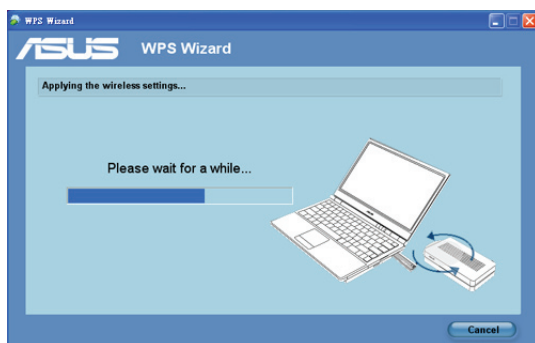 WPS Wizard
ASUS WPS Wizard
Applying the wireless settings...
Please wait for a while...
Cancel